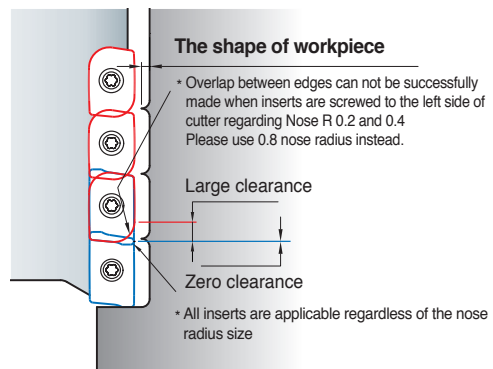 The shape of workpiece
* Overlap between edges can not be successfully
made when inserts are screwed to the left side of
cutter regarding Nose R 0.2 and 0.4
Please use 0.8 nose radius instead.
Large clearance
Zero clearance
* All inserts are applicable regardless of the nose
radius size